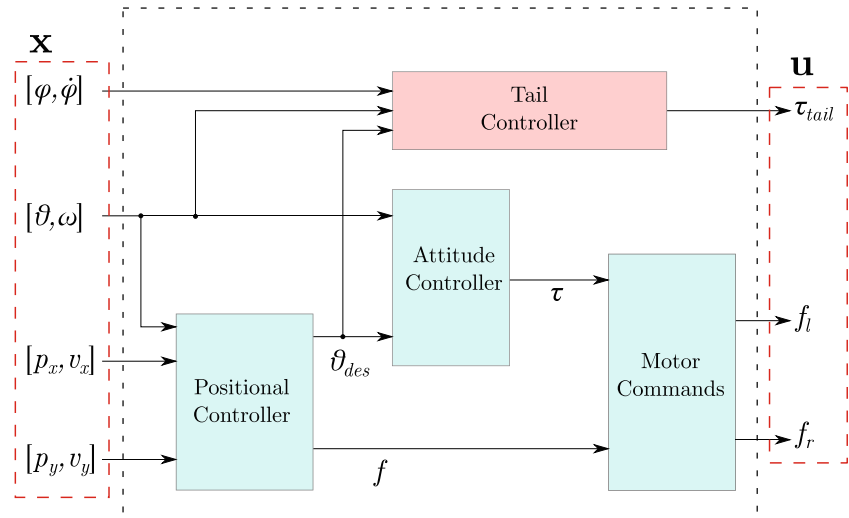 x
u
[φ,φ̇]
Tail
Controller
τ_tail
[ϑ,ω]
Attitude
Controller
τ
f_l
[p_x,v_x]
ϑ_des
Positional
Controller
Motor
Commands
f_r
[p_y,v_y]
f